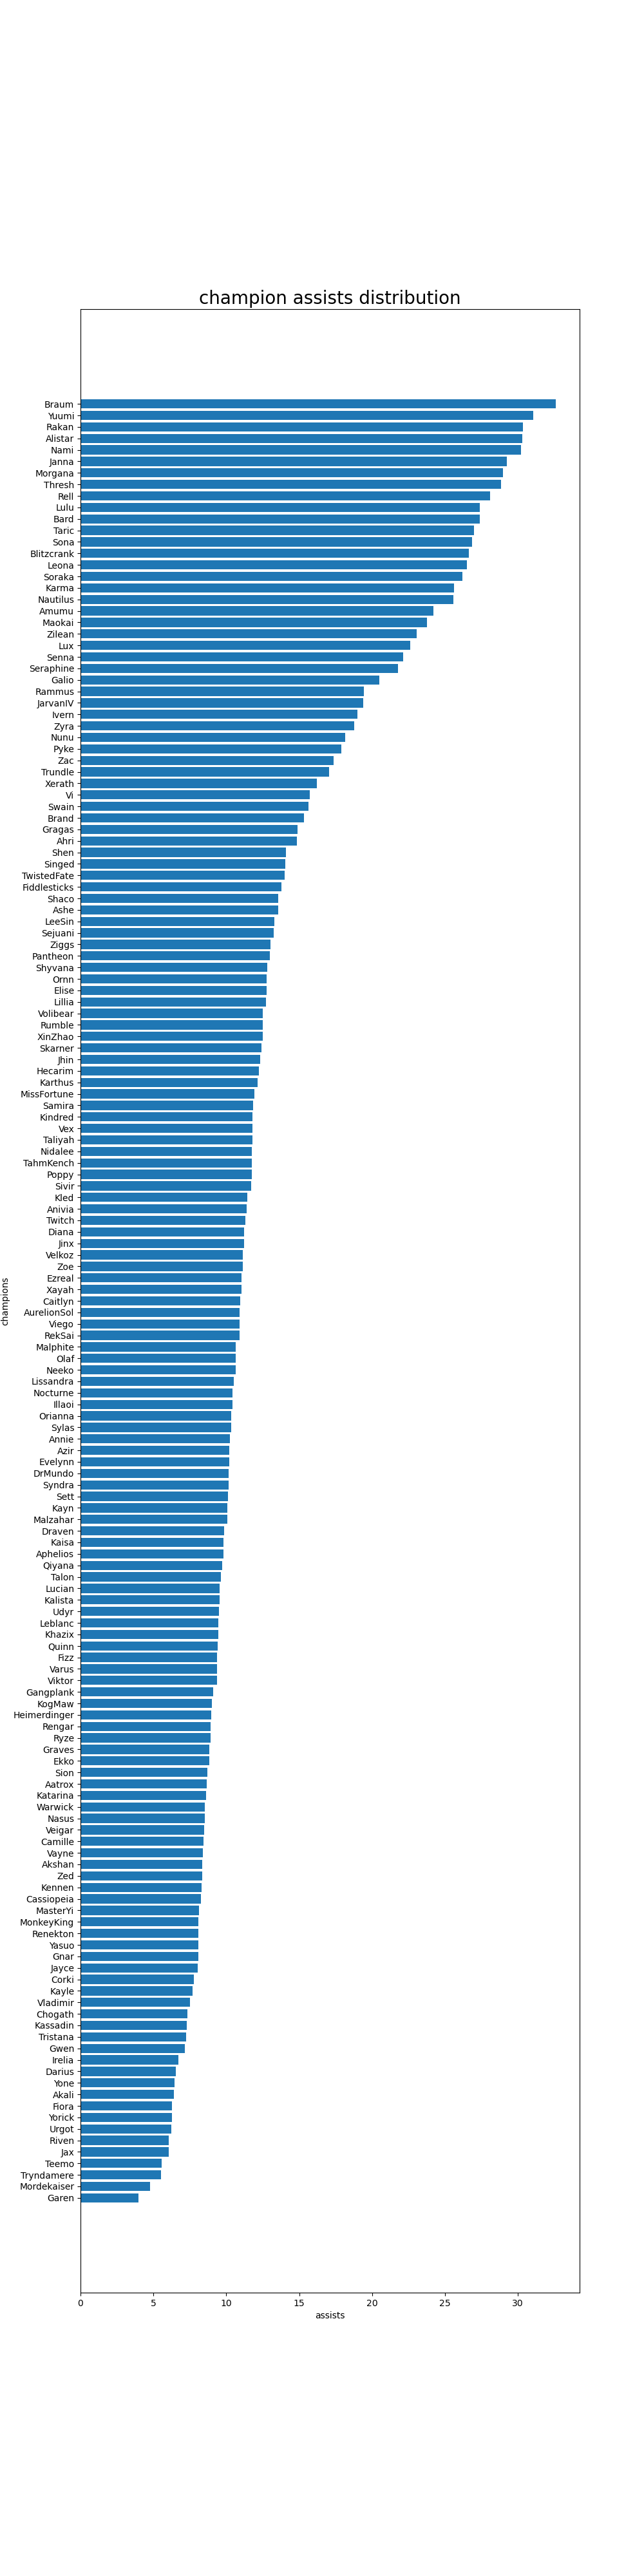 champion assists distribution
Braum
Yuumi
Rakan
Alistar
Nami
Janna
Morgana
Thresh
Rell
Lulu
Bard
Taric
Sona
Blitzcrank
Leona
Soraka
Karma
Nautilus
Amumu
Maokai
Zilean
Lux
Senna
Seraphine
Galio
Rammus
JarvanIV
Ivern
Zyra
Nunu
Pyke
Zac
Trundle
Xerath
Vi
Swain
Brand
Gragas
Ahri
Shen
Singed
TwistedFate
Fiddlesticks
Shaco
Ashe
LeeSin
Sejuani
Ziggs
Pantheon
Shyvana
Ornn
Elise
Lillia
Volibear
Rumble
XinZhao
Skarner
Jhin
Hecarim
Karthus
MissFortune
Samira
Kindred
Vex
Taliyah
Nidalee
TahmKench
Poppy
Sivir
Kled
Anivia
Twitch
Diana
Jinx
Velkoz
Zoe
Ezreal
Xayah
Caitlyn
AurelionSol
Viego
RekSai
Malphite
Olaf
Neeko
Lissandra
Nocturne
Illaoi
Orianna
Sylas
Annie
Azir
Evelynn
DrMundo
Syndra
Sett
Kayn
Malzahar
Draven
Kaisa
Aphelios
Qiyana
Talon
Lucian
Kalista
Udyr
Leblanc
Khazix
Quinn
Fizz
Varus
Viktor
Gangplank
KogMaw
Heimerdinger
Rengar
Ryze
Graves
Ekko
Sion
Aatrox
Katarina
Warwick
Nasus
Veigar
Camille
Vayne
Akshan
Zed
Kennen
Cassiopeia
MasterYi
MonkeyKing
Renekton
Yasuo
Gnar
Jayce
Corki
Kayle
Vladimir
Chogath
Kassadin
Tristana
Gwen
Irelia
Darius
Yone
Akali
Fiora
Yorick
Urgot
Riven
Jax
Teemo
Tryndamere
Mordekaiser
Garen
champions
0 5 10 15 20 25 30
assists